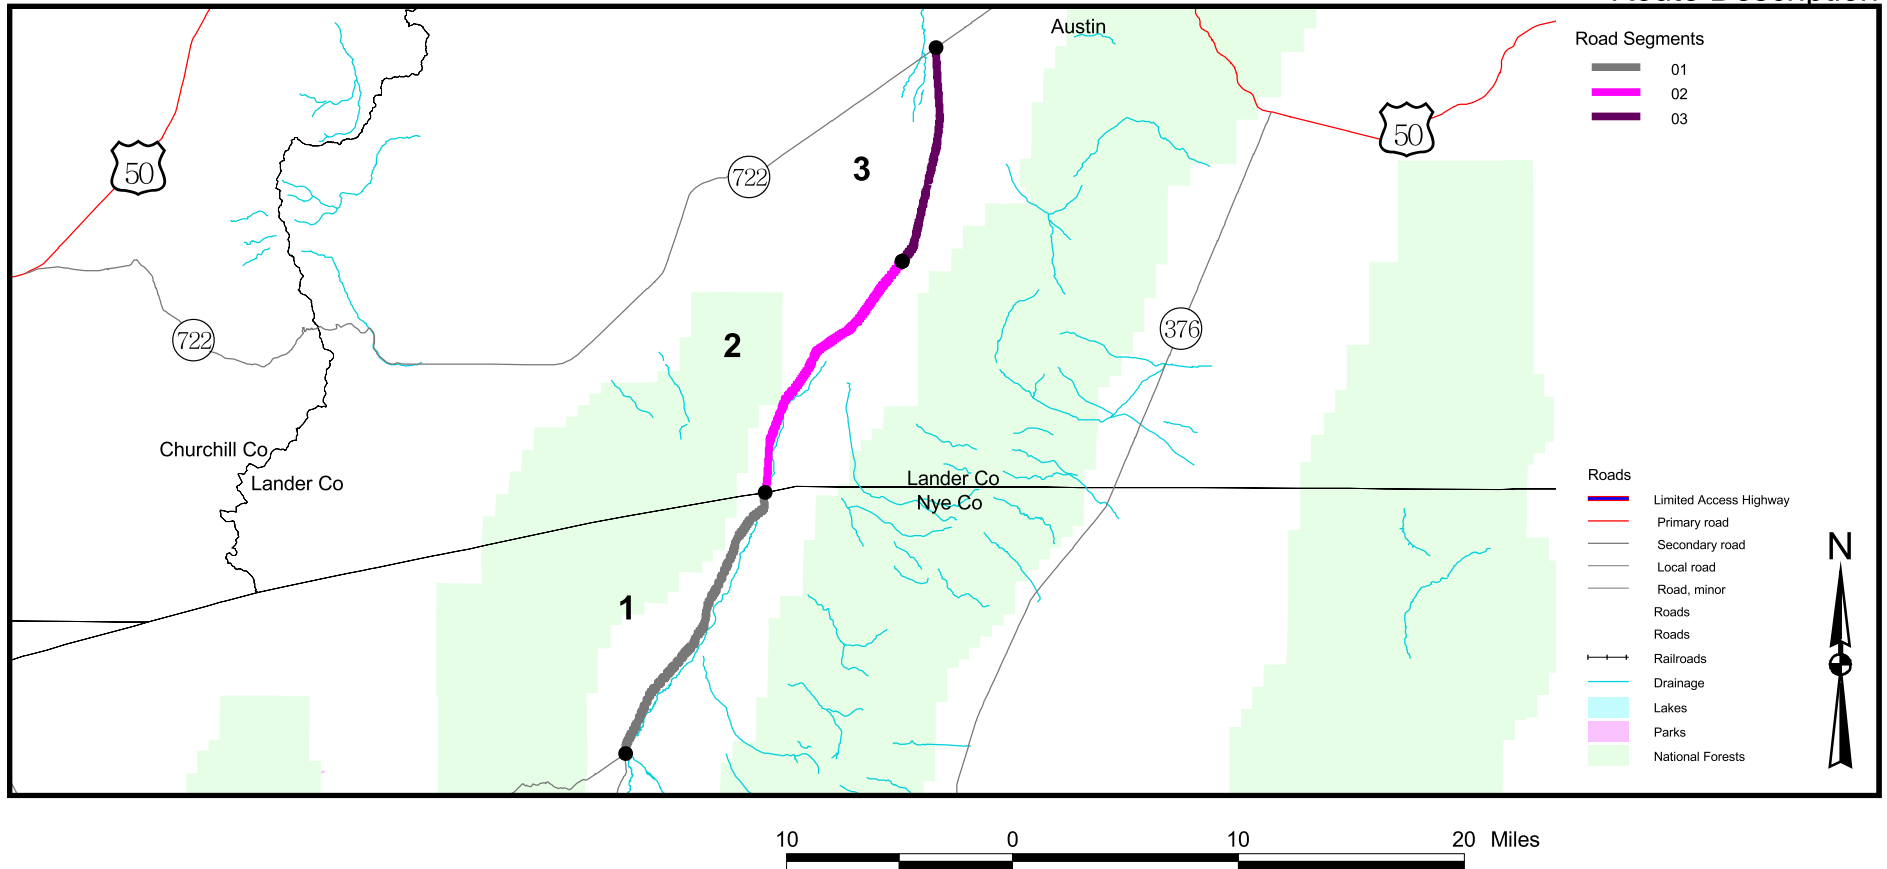 Austin
Road Segments
01
02
03
50
50
3
722
376
2
722
Churchill Co
Lander Co
Lander Co
Nye Co
1
Roads
Limited Access Highway
Primary road
Secondary road
Local road
Road, minor
Roads
Roads
Railroads
Drainage
Lakes
Parks
National Forests
N
10 0 10 20 Miles